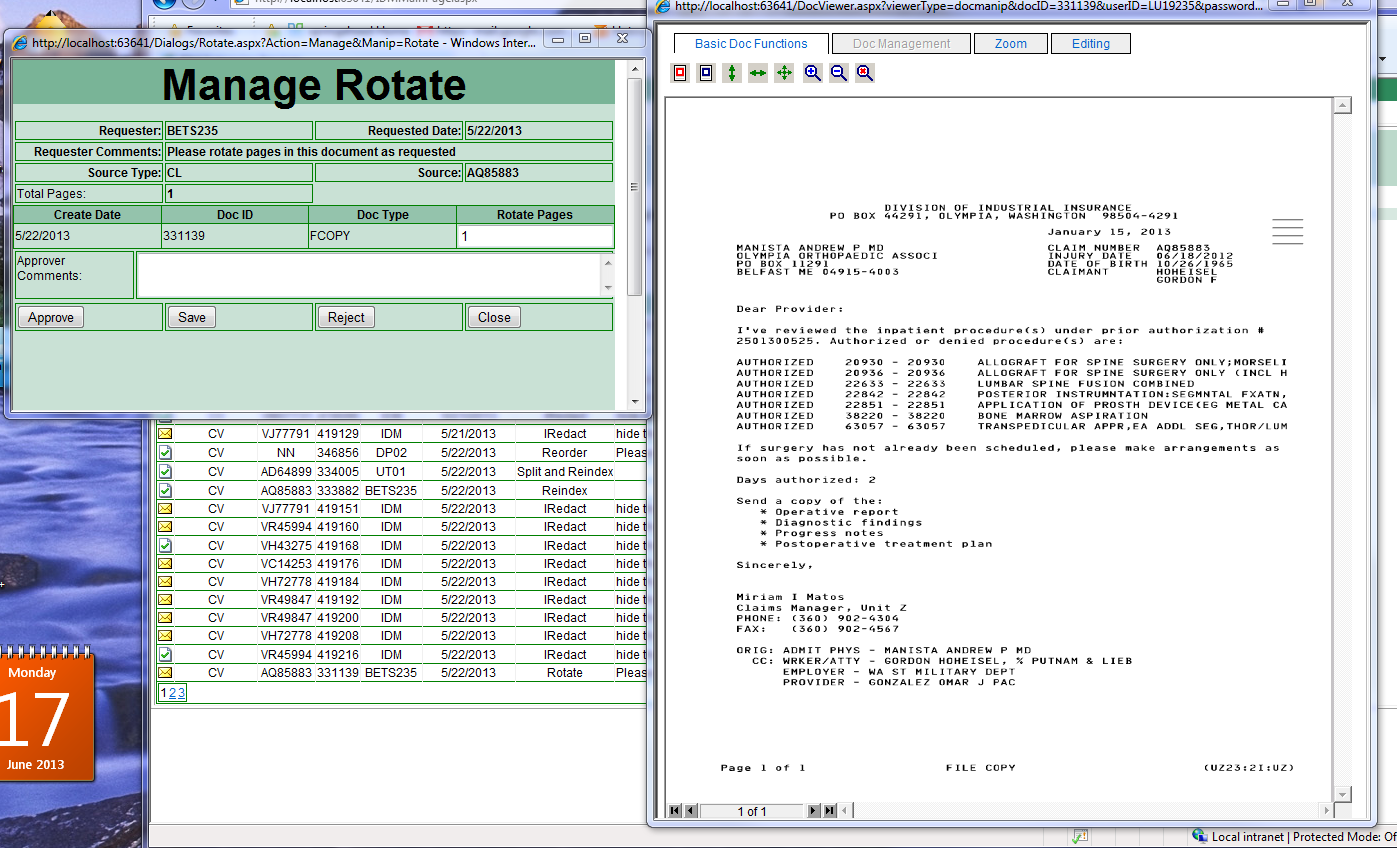 http://localhost:63641/IDMMainPage.aspx
http://localhost:63641/Dialogs/Rotate.aspx?Action=Manage&Manip=Rotate - Windows Inter...
Manage Rotate
Requester: BETS235 Requested Date: 5/22/2013
Requester Comments: Please rotate pages in this document as requested
Source Type: CL Source: AQ85883
Total Pages: 1
Create Date Doc ID Doc Type Rotate Pages
5/22/2013 331139 FCOPY 1
Approver
Comments:
Approve Save Reject Close
CV VJ77791 419129 IDM 5/21/2013 IRedact hide t
CV NN 346856 DP02 5/22/2013 Reorder Pleas
CV AD64899 334005 UT01 5/22/2013 Split and Reindex
CV AQ85883 333882 BETS235 5/22/2013 Reindex
CV VJ77791 419151 IDM 5/22/2013 IRedact hide t
CV VR45994 419160 IDM 5/22/2013 IRedact hide t
CV VH43275 419168 IDM 5/22/2013 IRedact hide t
CV VC14253 419176 IDM 5/22/2013 IRedact hide t
CV VH72778 419184 IDM 5/22/2013 IRedact hide t
CV VR49847 419192 IDM 5/22/2013 IRedact hide t
CV VR49847 419200 IDM 5/22/2013 IRedact hide t
CV VH72778 419208 IDM 5/22/2013 IRedact hide t
CV VR45994 419216 IDM 5/22/2013 IRedact hide t
CV AQ85883 331139 BETS235 5/22/2013 Rotate Pleas
1 2 3
Monday
17
June 2013
http://localhost:63641/DocViewer.aspx?viewerType=docmanip&docID=331139&userID=LU19235&password...
Basic Doc Functions Doc Management Zoom Editing
DIVISION OF INDUSTRIAL INSURANCE
PO BOX 44291, OLYMPIA, WASHINGTON 98504-4291
January 15, 2013
MANISTA ANDREW P MD CLAIM NUMBER AQ85883
OLYMPIA ORTHOPAEDIC ASSOCI INJURY DATE 06/18/2012
PO BOX 11291 DATE OF BIRTH 10/26/1965
BELFAST ME 04915-4003 CLAIMANT HOHEISEL
GORDON F
Dear Provider:
I've reviewed the inpatient procedure(s) under prior authorization #
2501300525. Authorized or denied procedure(s) are:
AUTHORIZED 20930 - 20930 ALLOGRAFT FOR SPINE SURGERY ONLY;MORSELI
AUTHORIZED 20936 - 20936 ALLOGRAFT FOR SPINE SURGERY ONLY (INCL H
AUTHORIZED 22633 - 22633 LUMBAR SPINE FUSION COMBINED
AUTHORIZED 22842 - 22842 POSTERIOR INSTRUMNTATION:SEGMNTAL FXATN,
AUTHORIZED 22851 - 22851 APPLICATION OF PROSTH DEVICE(EG METAL CA
AUTHORIZED 38220 - 38220 BONE MARROW ASPIRATION
AUTHORIZED 63057 - 63057 TRANSPEDICULAR APPR,EA ADDL SEG,THOR/LUM
If surgery has not already been scheduled, please make arrangements as
soon as possible.
Days authorized: 2
Send a copy of the:
* Operative report
* Diagnostic findings
* Progress notes
* Postoperative treatment plan
Sincerely,
Miriam I Matos
Claims Manager, Unit Z
PHONE: (360) 902-4304
FAX: (360) 902-4567
ORIG: ADMIT PHYS - MANISTA ANDREW P MD
CC: WRKER/ATTY - GORDON HOHEISEL, % PUTNAM & LIEB
EMPLOYER - WA ST MILITARY DEPT
PROVIDER - GONZALEZ OMAR J PAC
Page 1 of 1 FILE COPY (UZ23:2I:UZ)
1 of 1
Local intranet | Protected Mode: Of